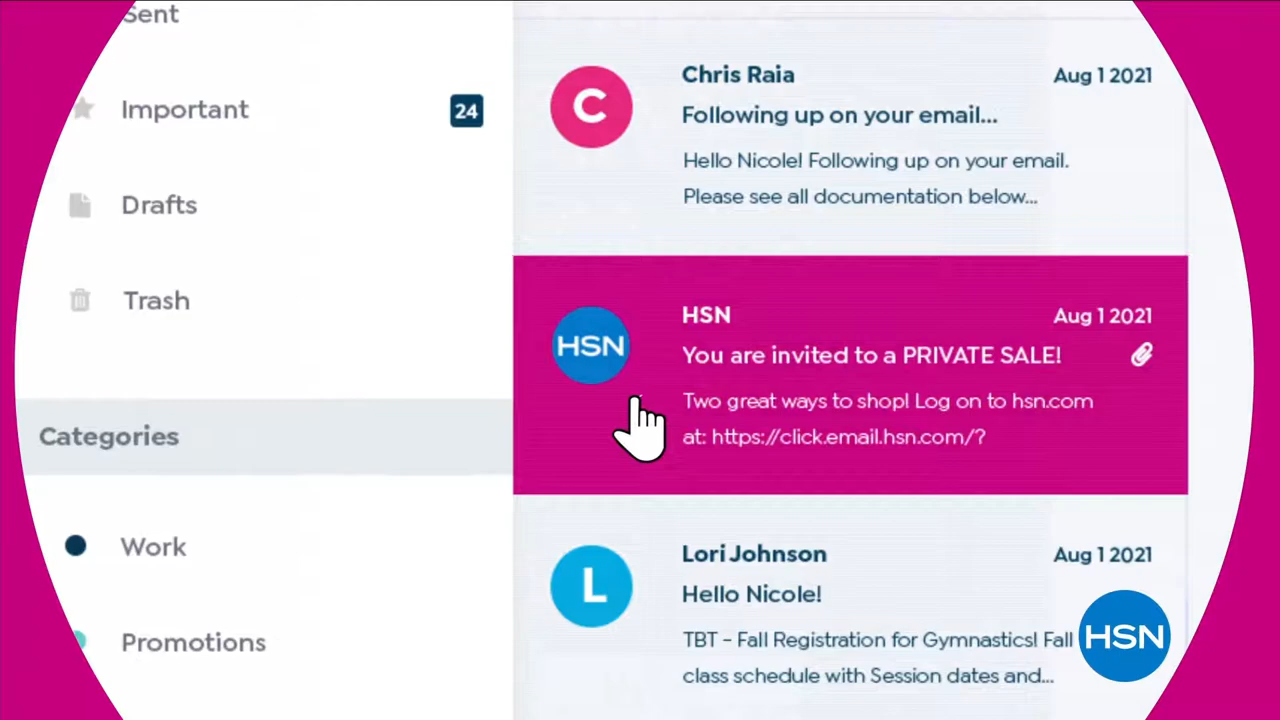 Sent
Important
24
Drafts
Trash
Categories
Work
Promotions
C
Chris Raia
Aug 1 2021
Following up on your email...
Hello Nicole! Following up on your email.
Please see all documentation below...
HSN
HSN
Aug 1 2021
You are invited to a PRIVATE SALE!
Two great ways to shop! Log on to hsn.com
at: https://click.email.hsn.com/?
L
Lori Johnson
Aug 1 2021
Hello Nicole!
TBT - Fall Registration for Gymnastics! Fall
class schedule with Session dates and...
HSN